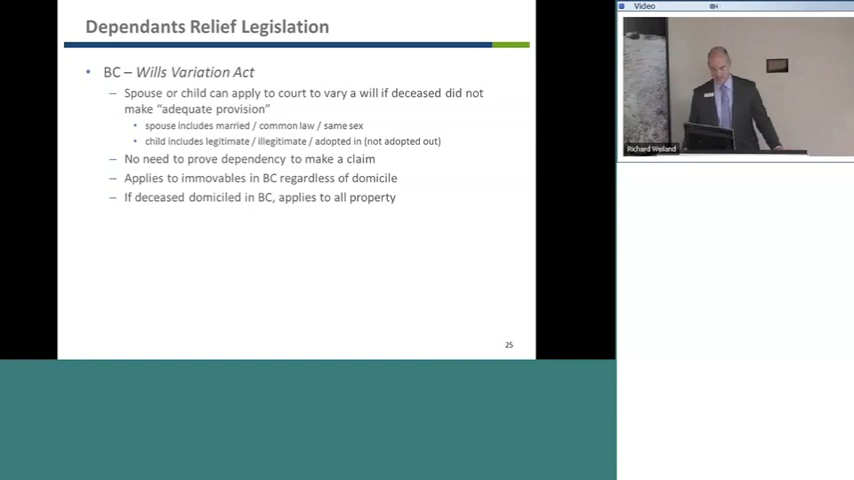 Dependants Relief Legislation
• BC – Wills Variation Act
– Spouse or child can apply to court to vary a will if deceased did not
make "adequate provision"
• spouse includes married / common law / same sex
• child includes legitimate / illegitimate / adopted in (not adopted out)
– No need to prove dependency to make a claim
– Applies to immovables in BC regardless of domicile
– If deceased domiciled in BC, applies to all property
25
Video
Richard Weiland